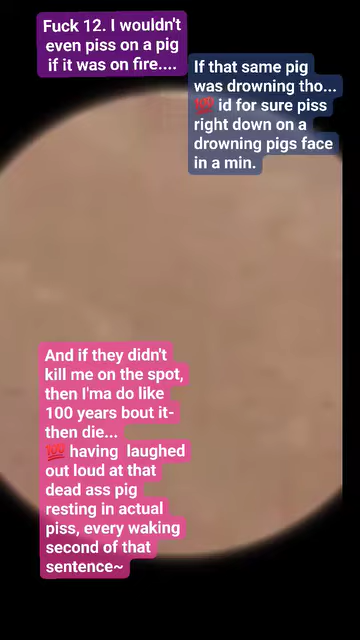 Fuck 12. I wouldn't
even piss on a pig
if it was on fire....
If that same pig
was drowning tho...
💯 id for sure piss
right down on a
drowning pigs face
in a min.
And if they didn't
kill me on the spot,
then I'ma do like
100 years bout it-
then die...
💯 having laughed
out loud at that
dead ass pig
resting in actual
piss, every waking
second of that
sentence~